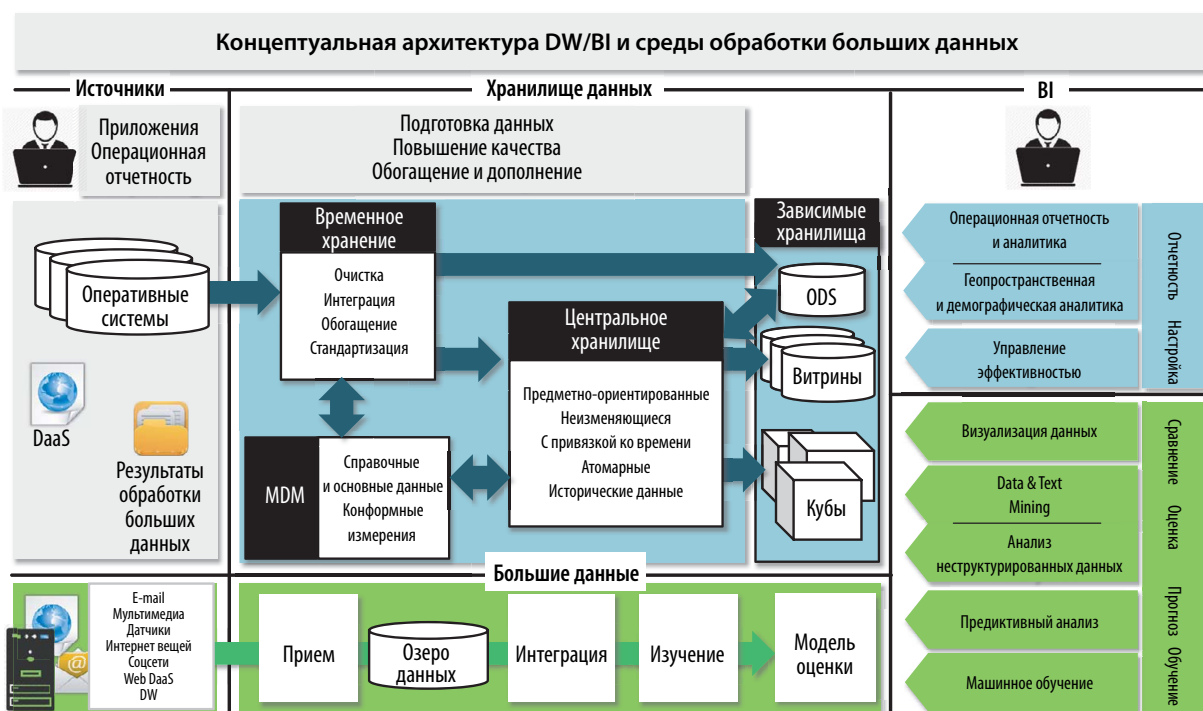 Концептуальная архитектура DW/BI и среды обработки больших данных
Источники
Хранилище данных
BI
Приложения
Операционная
отчетность
Подготовка данных
Повышение качества
Обогащение и дополнение
Оперативные
системы
DaaS
Результаты
обработки
больших
данных
Временное
хранение
Очистка
Интеграция
Обогащение
Стандартизация
MDM
Справочные
и основные данные
Конформные
измерения
Центральное
хранилище
Предметно-ориентированные
Неизменяющиеся
С привязкой ко времени
Атомарные
Исторические данные
Зависимые
хранилища
ODS
Витрины
Кубы
Операционная отчетность
и аналитика
Геопространственная
и демографическая аналитика
Управление
эффективностью
Отчетность
Настройка
Визуализация данных
Data & Text
Mining
Анализ
неструктурированных данных
Предиктивный анализ
Машинное обучение
Сравнение
Оценка
Прогноз
Обучение
Большие данные
E-mail
Мультимедиа
Датчики
Интернет вещей
Соцсети
Web DaaS
DW
@
Прием
Озеро
данных
Интеграция
Изучение
Модель
оценки